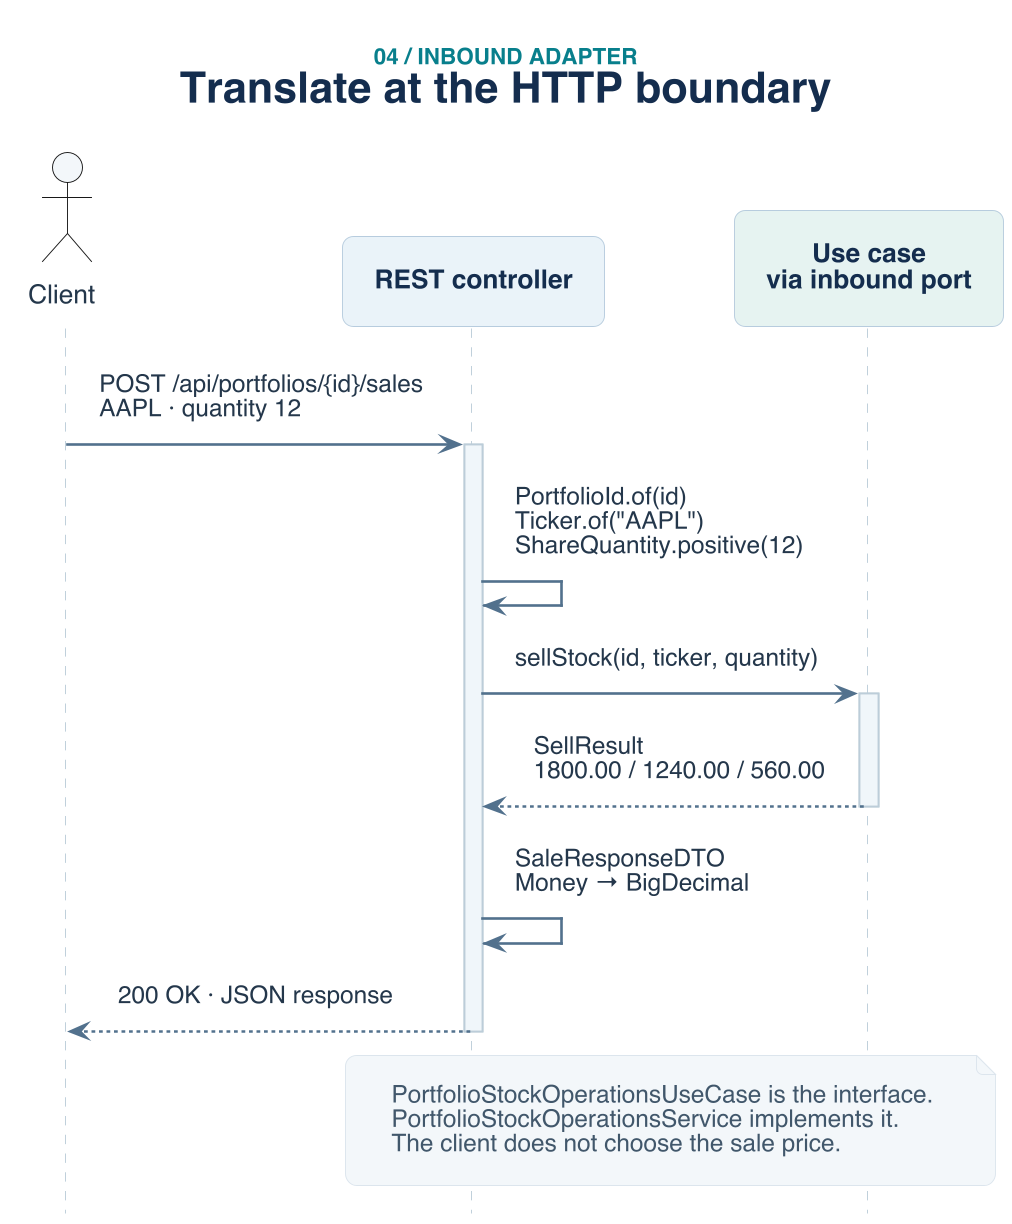 04 / INBOUND ADAPTER
Translate at the HTTP boundary
Client
REST controller
Use case
via inbound port
POST /api/portfolios/{id}/sales
AAPL · quantity 12
PortfolioId.of(id)
Ticker.of("AAPL")
ShareQuantity.positive(12)
sellStock(id, ticker, quantity)
SellResult
1800.00 / 1240.00 / 560.00
SaleResponseDTO
Money → BigDecimal
200 OK · JSON response
PortfolioStockOperationsUseCase is the interface.
PortfolioStockOperationsService implements it.
The client does not choose the sale price.